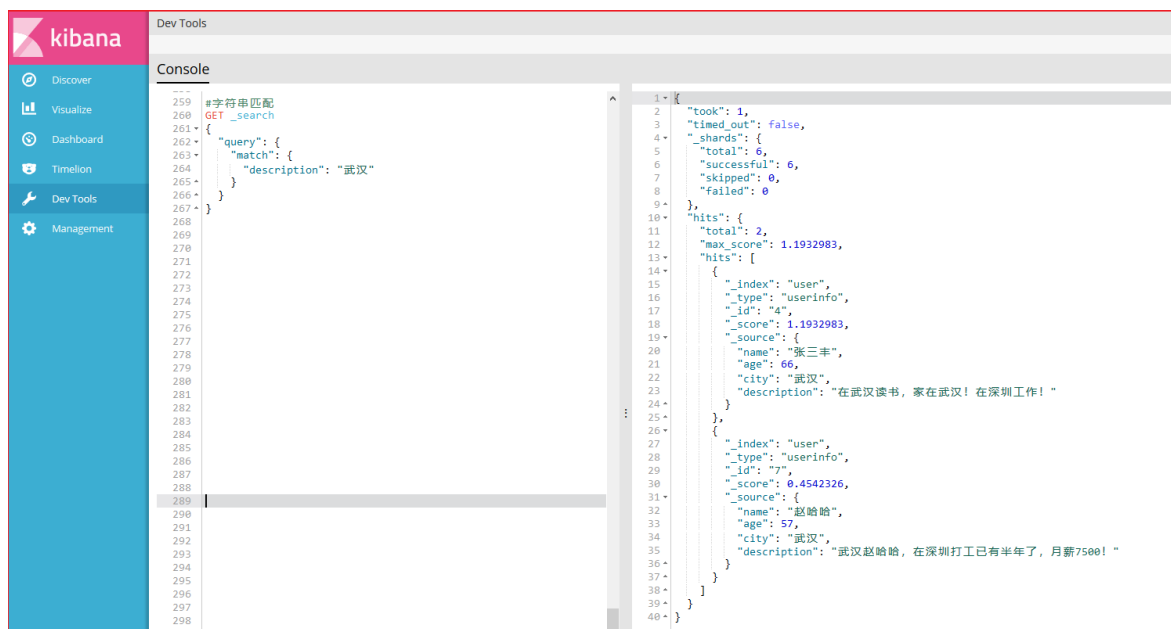 kibana
Discover
Visualize
Dashboard
Timelion
Dev Tools
Management
Dev Tools
Console
259 #字符串匹配
260 GET _search
261 {
262 "query": {
263 "match": {
264 "description": "武汉"
265 }
266 }
267 }
268
269
270
271
272
273
274
275
276
277
278
279
280
281
282
283
284
285
286
287
288
289
290
291
292
293
294
295
296
297
298
1 {
2 "took": 1,
3 "timed_out": false,
4 "_shards": {
5 "total": 6,
6 "successful": 6,
7 "skipped": 0,
8 "failed": 0
9 },
10 "hits": {
11 "total": 2,
12 "max_score": 1.1932983,
13 "hits": [
14 {
15 "_index": "user",
16 "_type": "userinfo",
17 "_id": "4",
18 "_score": 1.1932983,
19 "_source": {
20 "name": "张三丰",
21 "age": 66,
22 "city": "武汉",
23 "description": "在武汉读书，家在武汉！在深圳工作！"
24 }
25 },
26 {
27 "_index": "user",
28 "_type": "userinfo",
29 "_id": "7",
30 "_score": 0.4542326,
31 "_source": {
32 "name": "赵哈哈",
33 "age": 57,
34 "city": "武汉",
35 "description": "武汉赵哈哈，在深圳打工已有半年了，月薪7500！"
36 }
37 }
38 ]
39 }
40 }